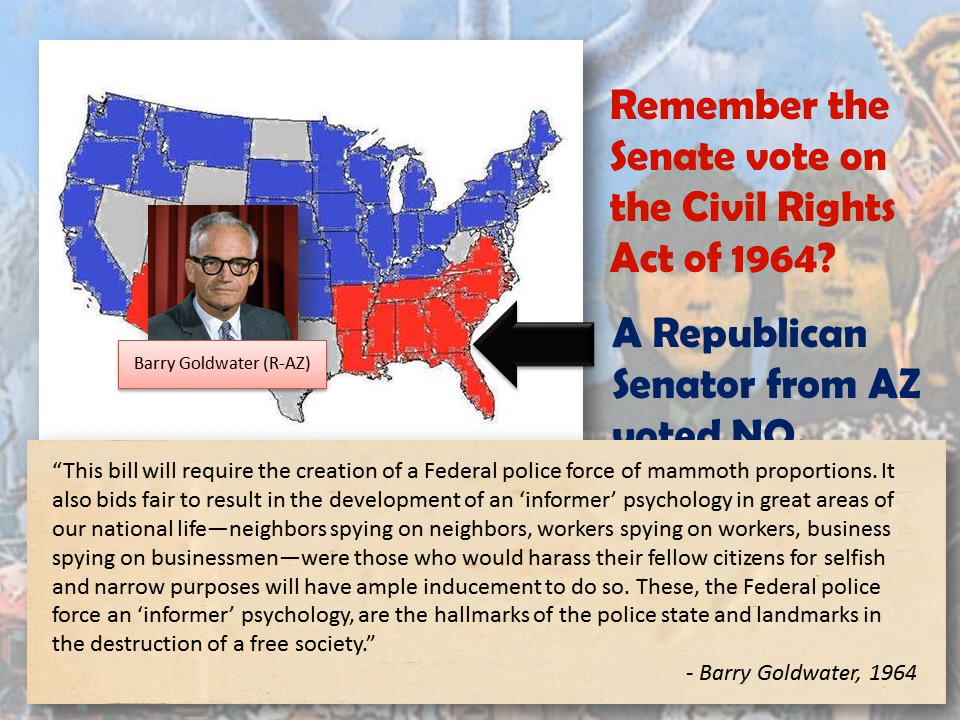 Remember the
Senate vote on
the Civil Rights
Act of 1964?
A Republican
Senator from AZ
voted NO.
Barry Goldwater (R-AZ)
“This bill will require the creation of a Federal police force of mammoth proportions. It
also bids fair to result in the development of an ‘informer’ psychology in great areas of
our national life—neighbors spying on neighbors, workers spying on workers, business
spying on businessmen—were those who would harass their fellow citizens for selfish
and narrow purposes will have ample inducement to do so. These, the Federal police
force an ‘informer’ psychology, are the hallmarks of the police state and landmarks in
the destruction of a free society.”
- Barry Goldwater, 1964